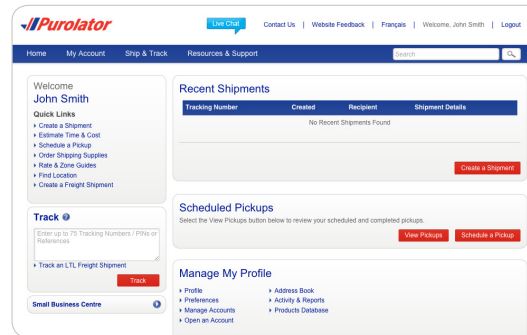 Purolator
Live Chat
Contact Us | Website Feedback | Français | Welcome, John Smith | Logout
Home My Account Ship & Track Resources & Support
Search
Welcome
John Smith
Quick Links
Create a Shipment
Estimate Time & Cost
Schedule a Pickup
Order Shipping Supplies
Rate & Zone Guides
Find Location
Create a Freight Shipment
Track
Enter up to 75 Tracking Numbers / PINs or
References
Track an LTL Freight Shipment
Track
Small Business Centre
Recent Shipments
Tracking Number Created Recipient Shipment Details
No Recent Shipments Found
Create a Shipment
Scheduled Pickups
Select the View Pickups button below to review your scheduled and completed pickups.
View Pickups Schedule a Pickup
Manage My Profile
Profile Address Book
Preferences Activity & Reports
Manage Accounts Products Database
Open an Account